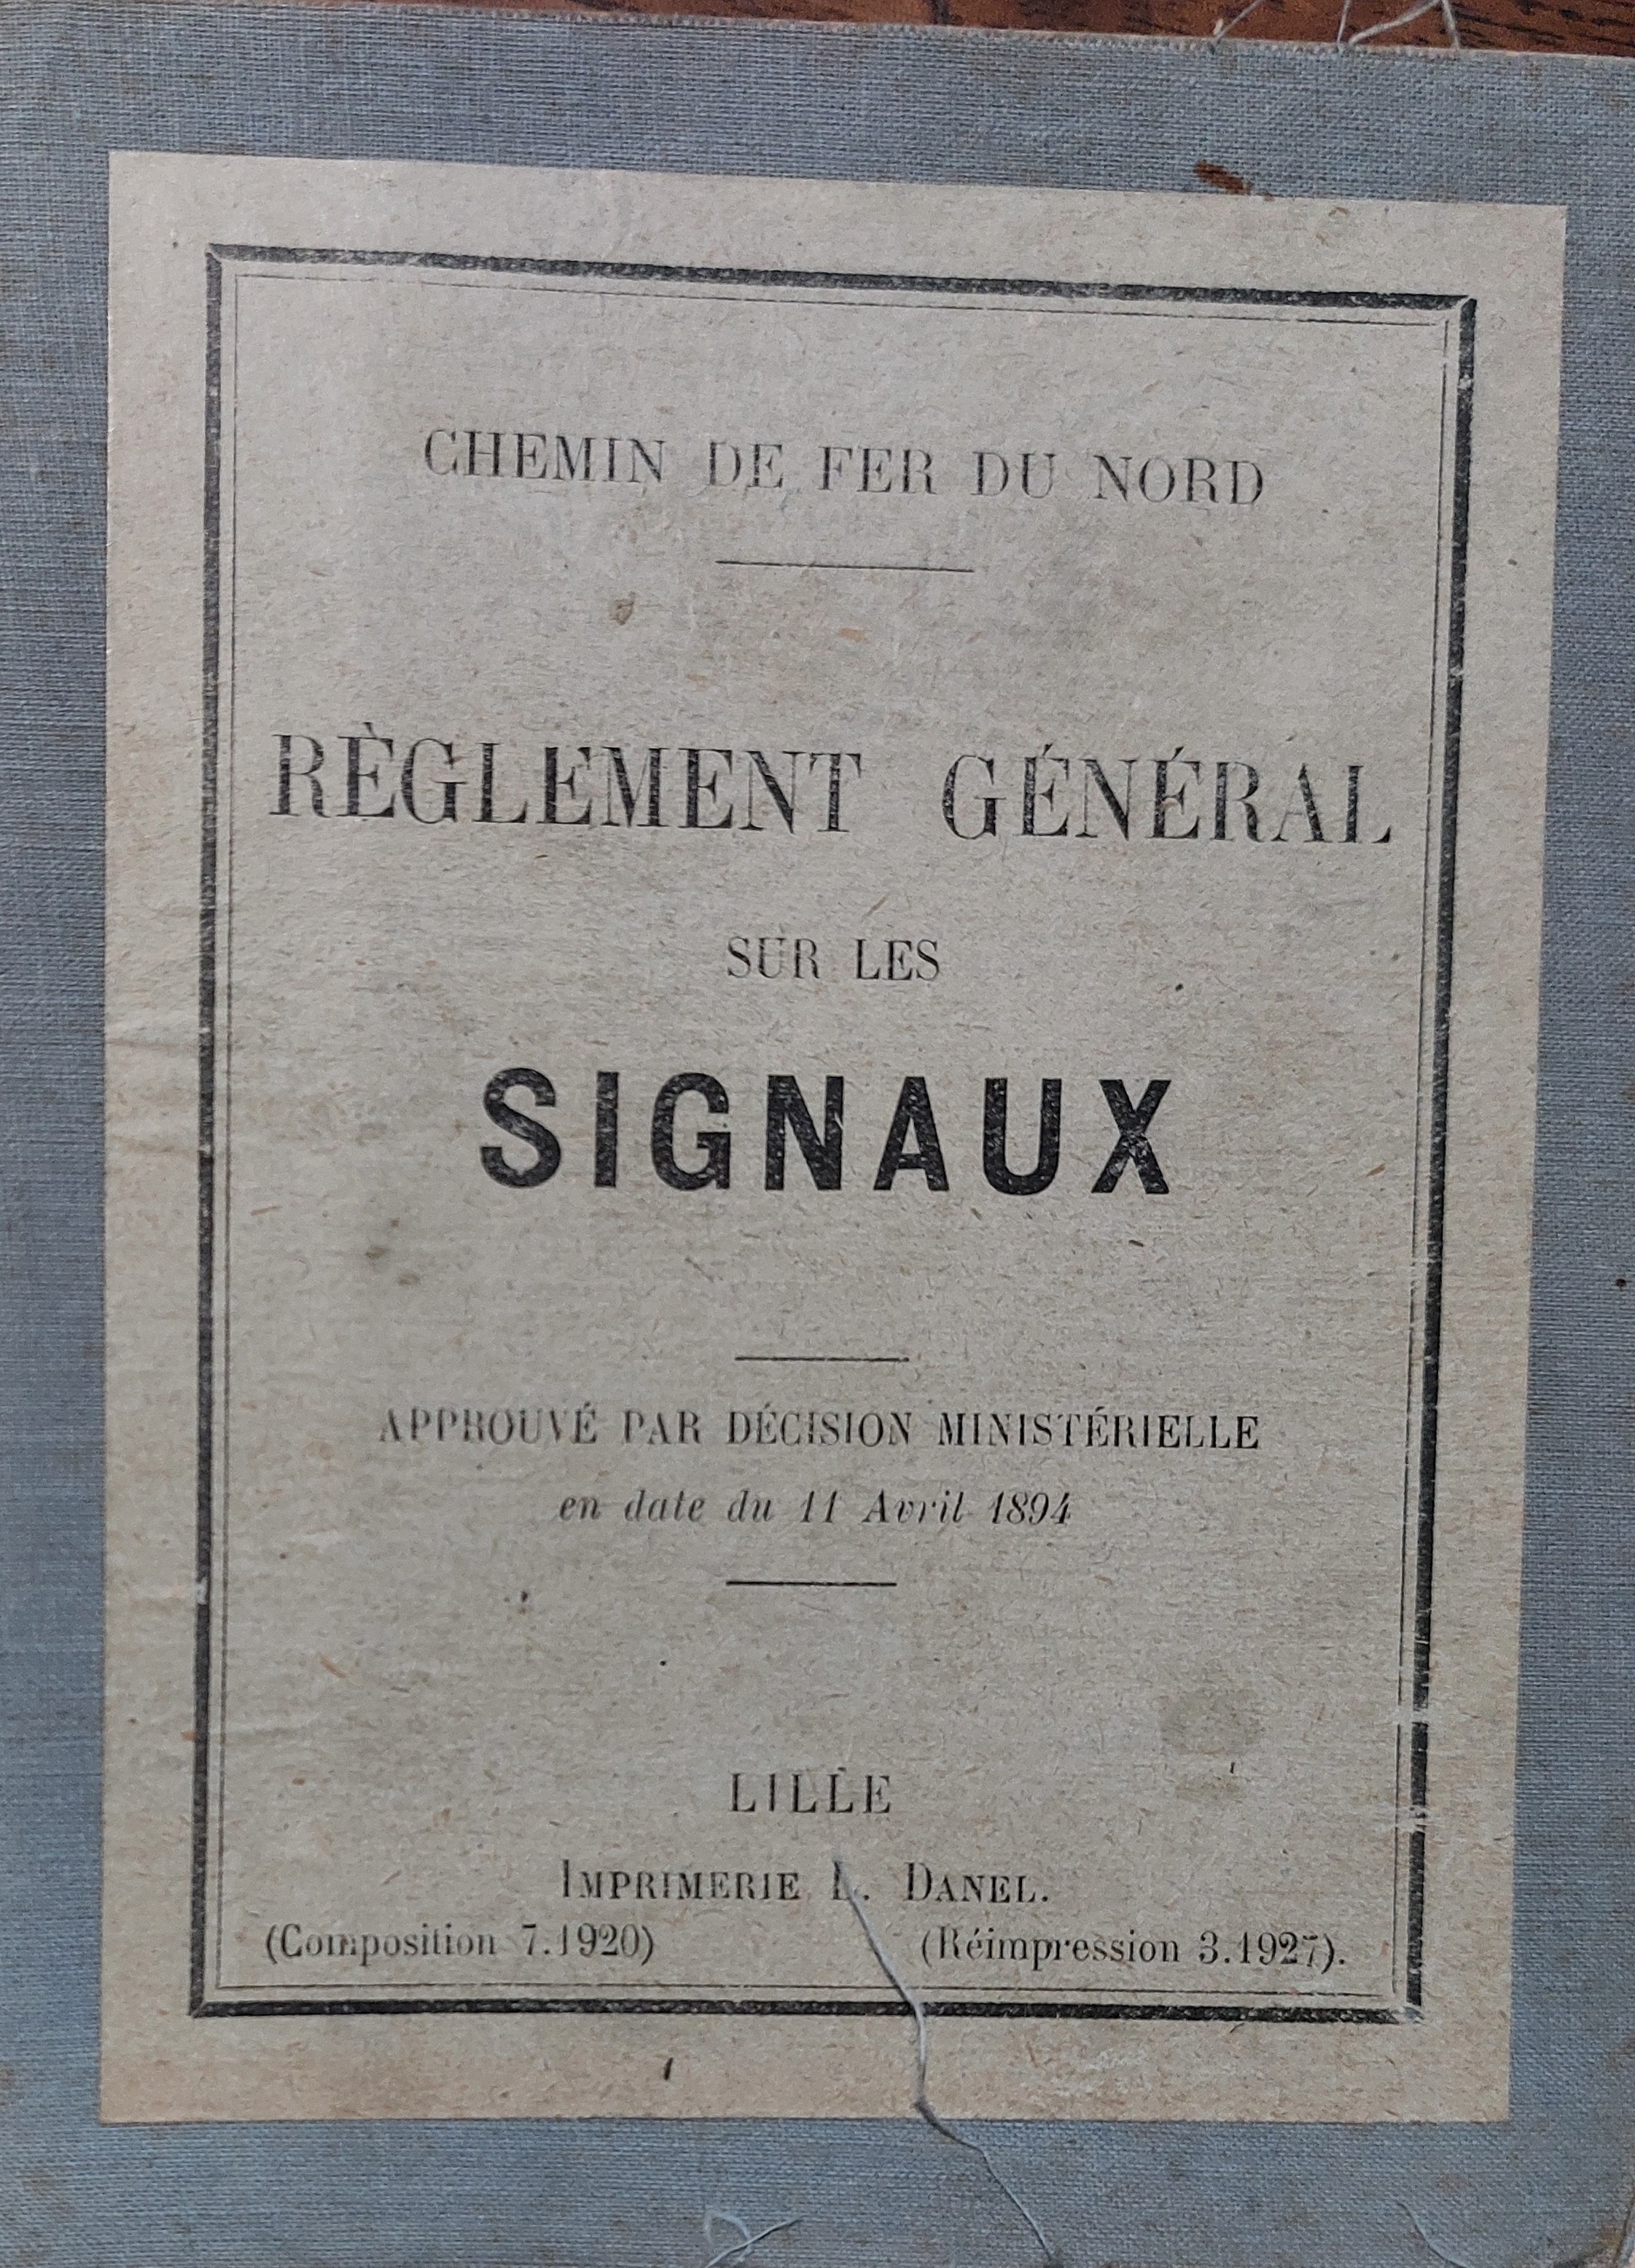 CHEMIN DE FER DU NORD
RÈGLEMENT GÉNÉRAL
SUR LES
SIGNAUX
APPROUVÉ PAR DÉCISION MINISTÉRIELLE
en date du 11 Avril 1894
LILLE
IMPRIMERIE L. DANEL.
(Composition 7.1920) (Réimpression 3.1927).